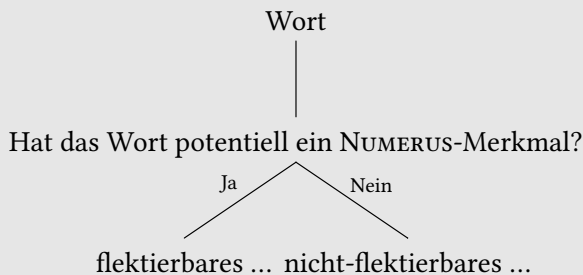 Wort
Hat das Wort potentiell ein Numerus-Merkmal?
Ja
Nein
flektierbares … nicht-flektierbares …